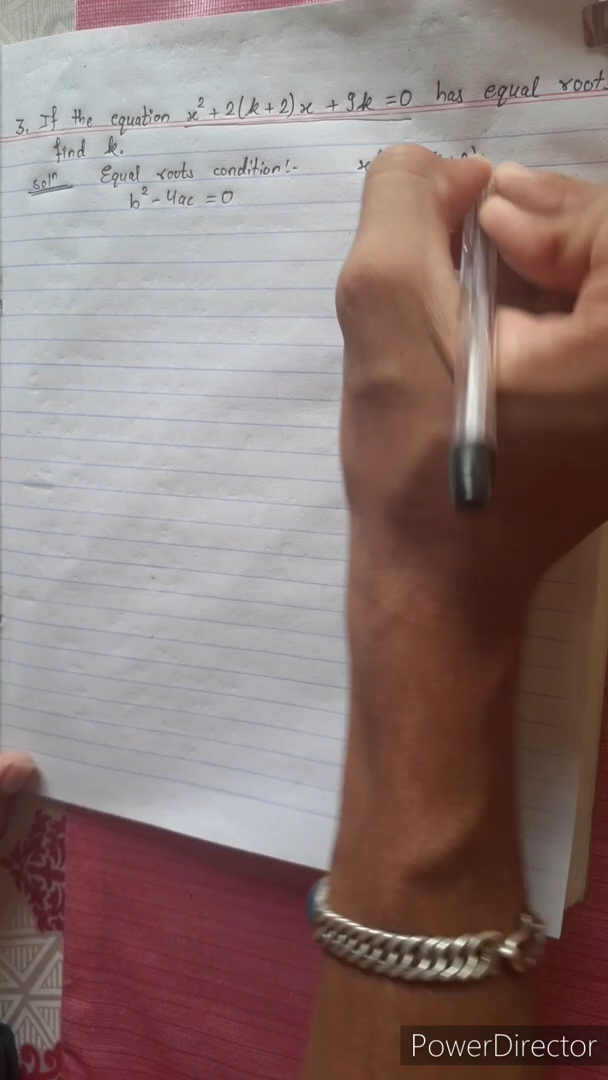 3. If the equation x² + 2(k+2)x + 9k = 0 has equal root
find k.
solⁿ Equal roots condition:-
b² - 4ac = 0
PowerDirector